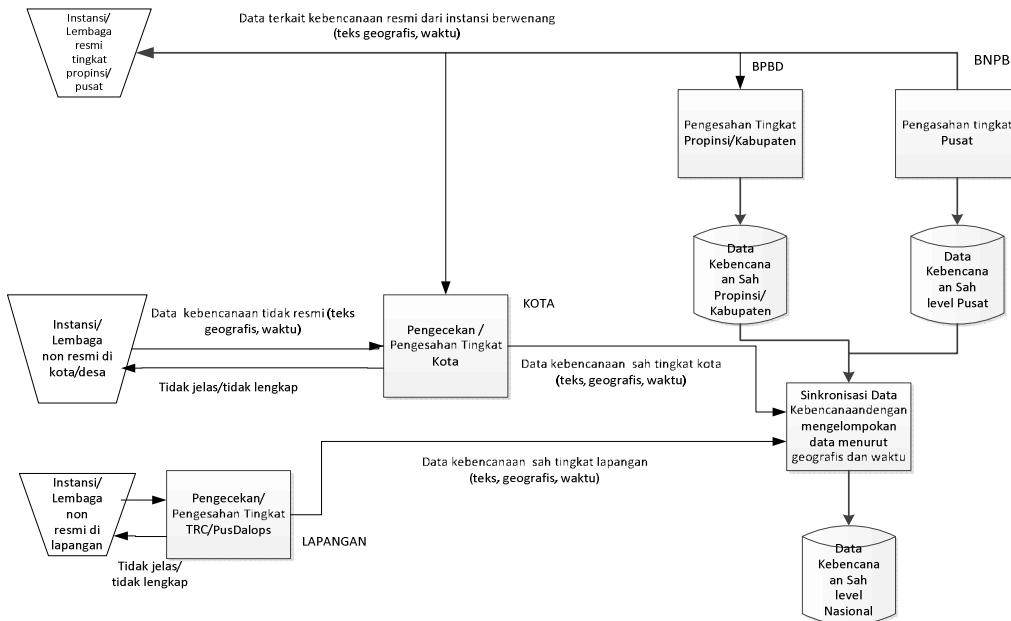 Instansi/
Lembaga
resmi
tingkat
propinsi/
pusat
Data terkait kebencanaan resmi dari instansi berwenang
(teks geografis, waktu)
BPBD
BNPB
Pengesahan Tingkat
Propinsi/Kabupaten
Pengasahan tingkat
Pusat
Data
Kebencana
an Sah
Propinsi/
Kabupaten
Data
Kebencana
an Sah
level Pusat
Instansi/
Lembaga
non resmi di
kota/desa
Data kebencanaan tidak resmi (teks
geografis, waktu)
Tidak jelas/tidak lengkap
Pengecekan /
Pengesahan Tingkat
Kota
KOTA
Data kebencanaan sah tingkat kota
(teks, geografis, waktu)
Sinkronisasi Data
Kebencanaandengan
mengelompokan
data menurut
geografis dan waktu
Instansi/
Lembaga
non
resmi di
lapangan
Pengecekan/
Pengesahan Tingkat
TRC/PusDalops
LAPANGAN
Tidak jelas/
tidak lengkap
Data kebencanaan sah tingkat lapangan
(teks, geografis, waktu)
Data
Kebencana
an Sah
level
Nasional